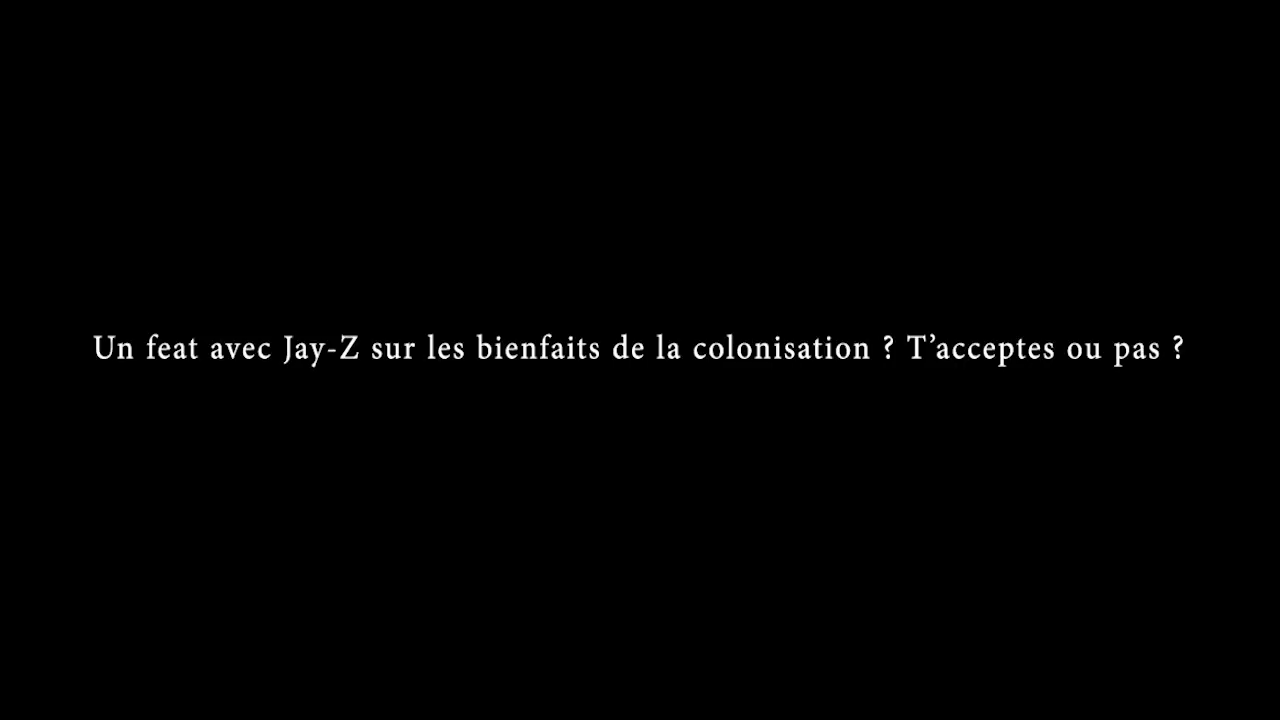 Un feat avec Jay-Z sur les bienfaits de la colonisation ? T’acceptes ou pas ?